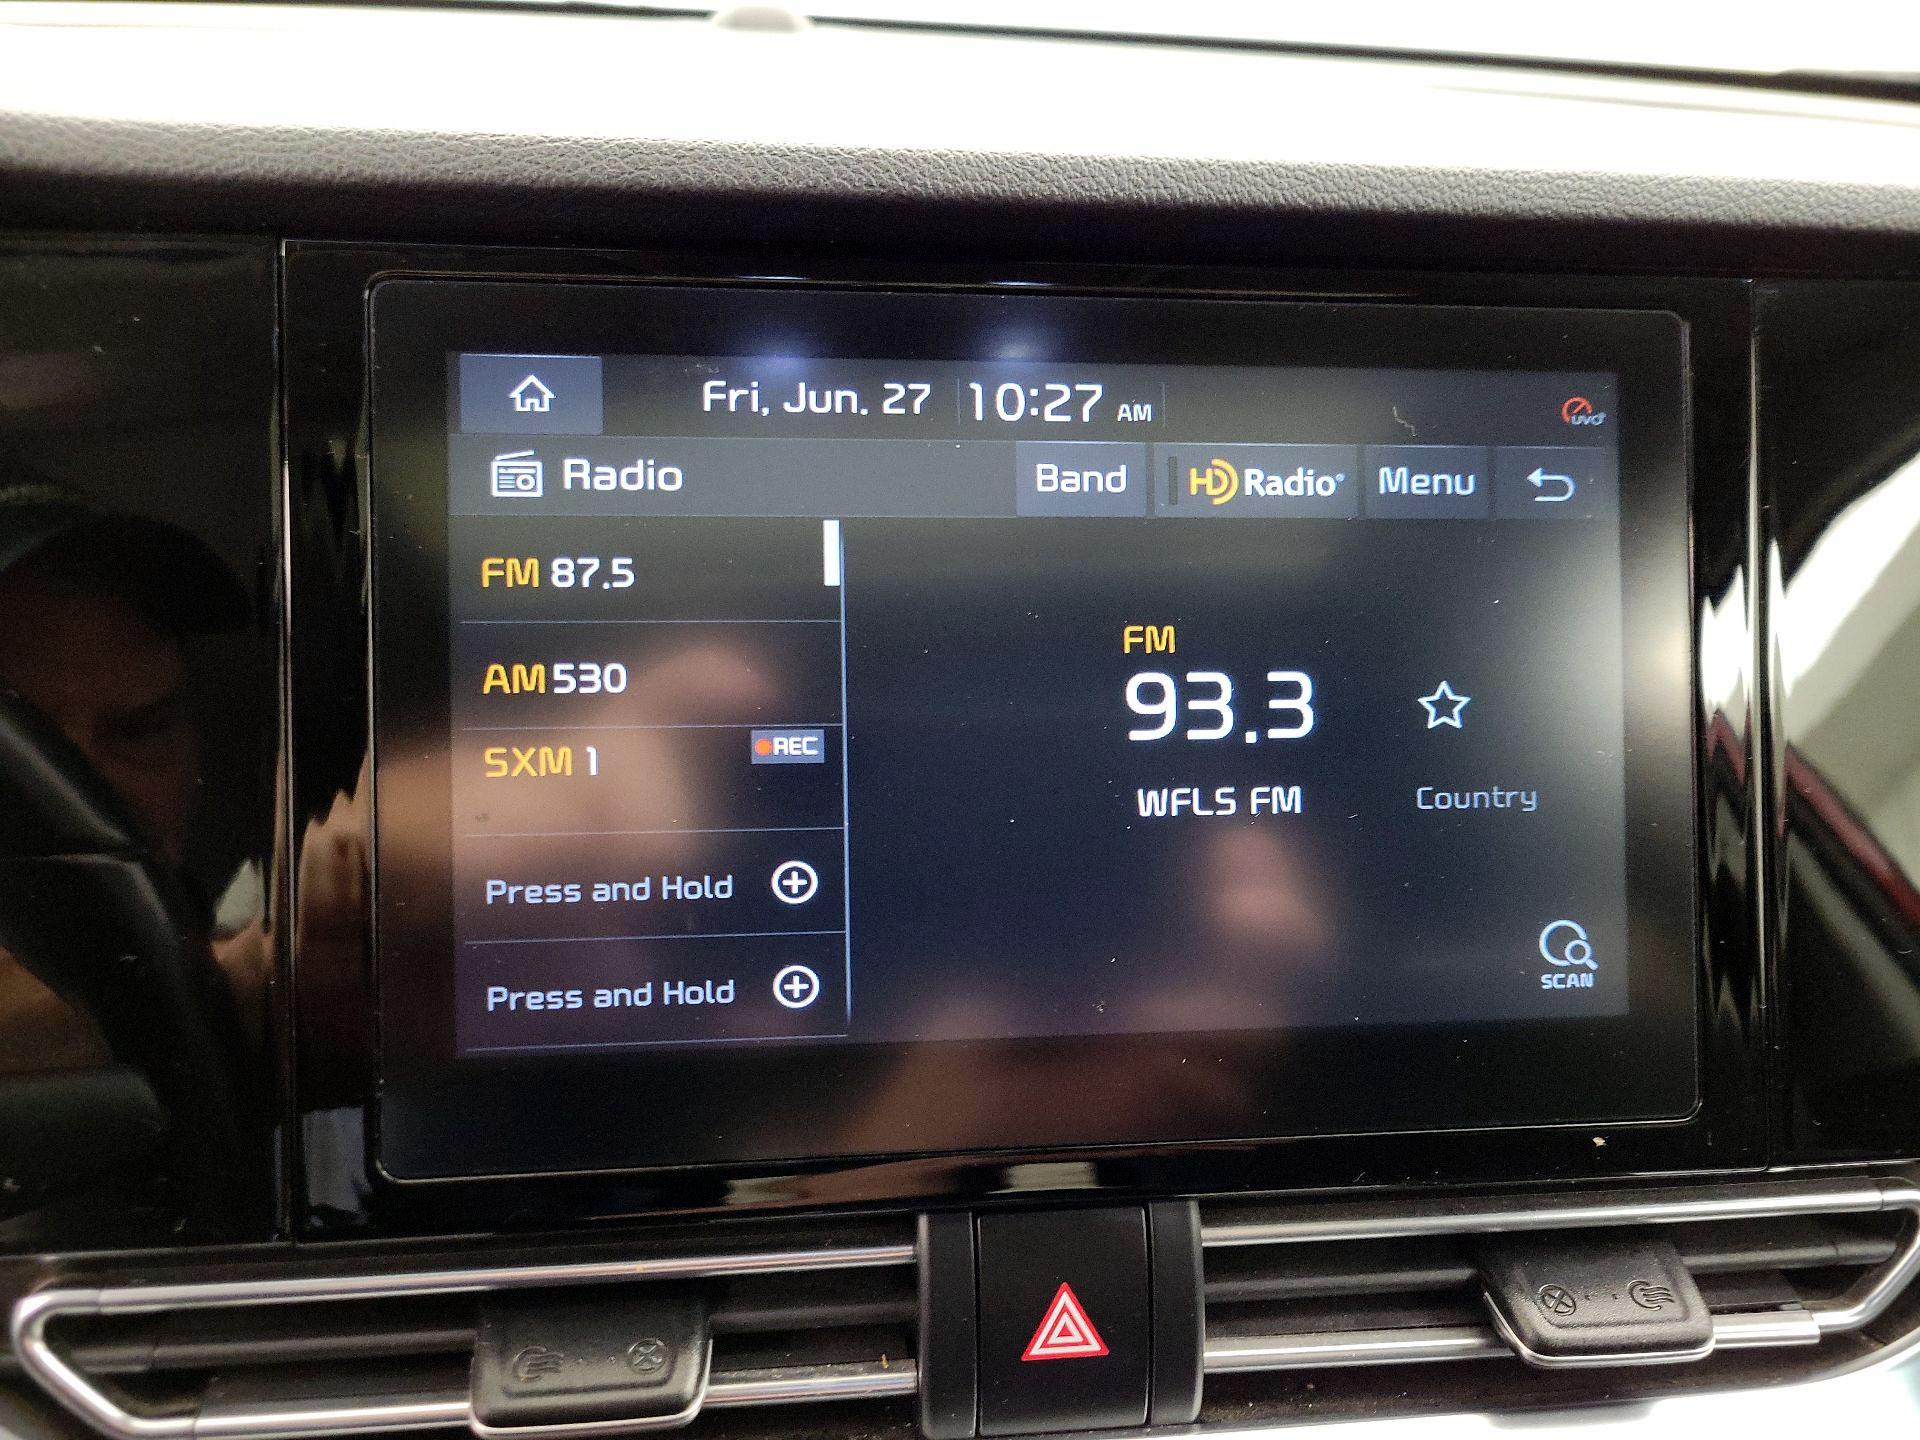 Fri, Jun. 27 10:27 AM
UVO
Radio Band HD Radio® Menu
FM 87.5
AM 530
SXM 1 REC
Press and Hold
Press and Hold
FM
93.3
WFLS FM
Country
SCAN